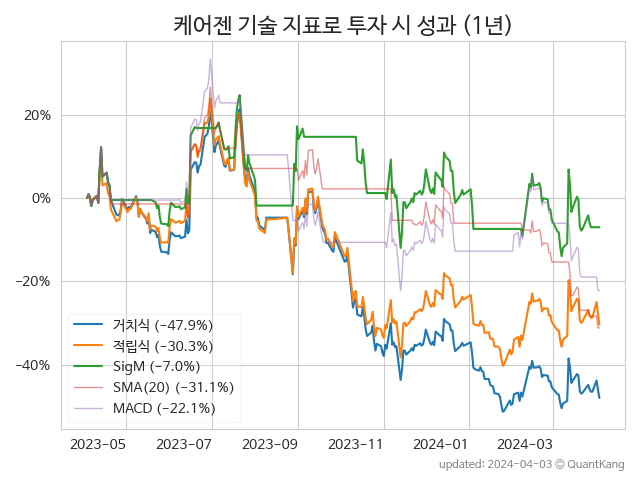 케어젠 기술 지표로 투자 시 성과 (1년)
20%
0%
−20%
−40%
거치식 (−47.9%)
적립식 (−30.3%)
SigM (−7.0%)
SMA(20) (−31.1%)
MACD (−22.1%)
2023−05 2023−07 2023−09 2023−11 2024−01 2024−03
updated: 2024−04−03 © QuantKang